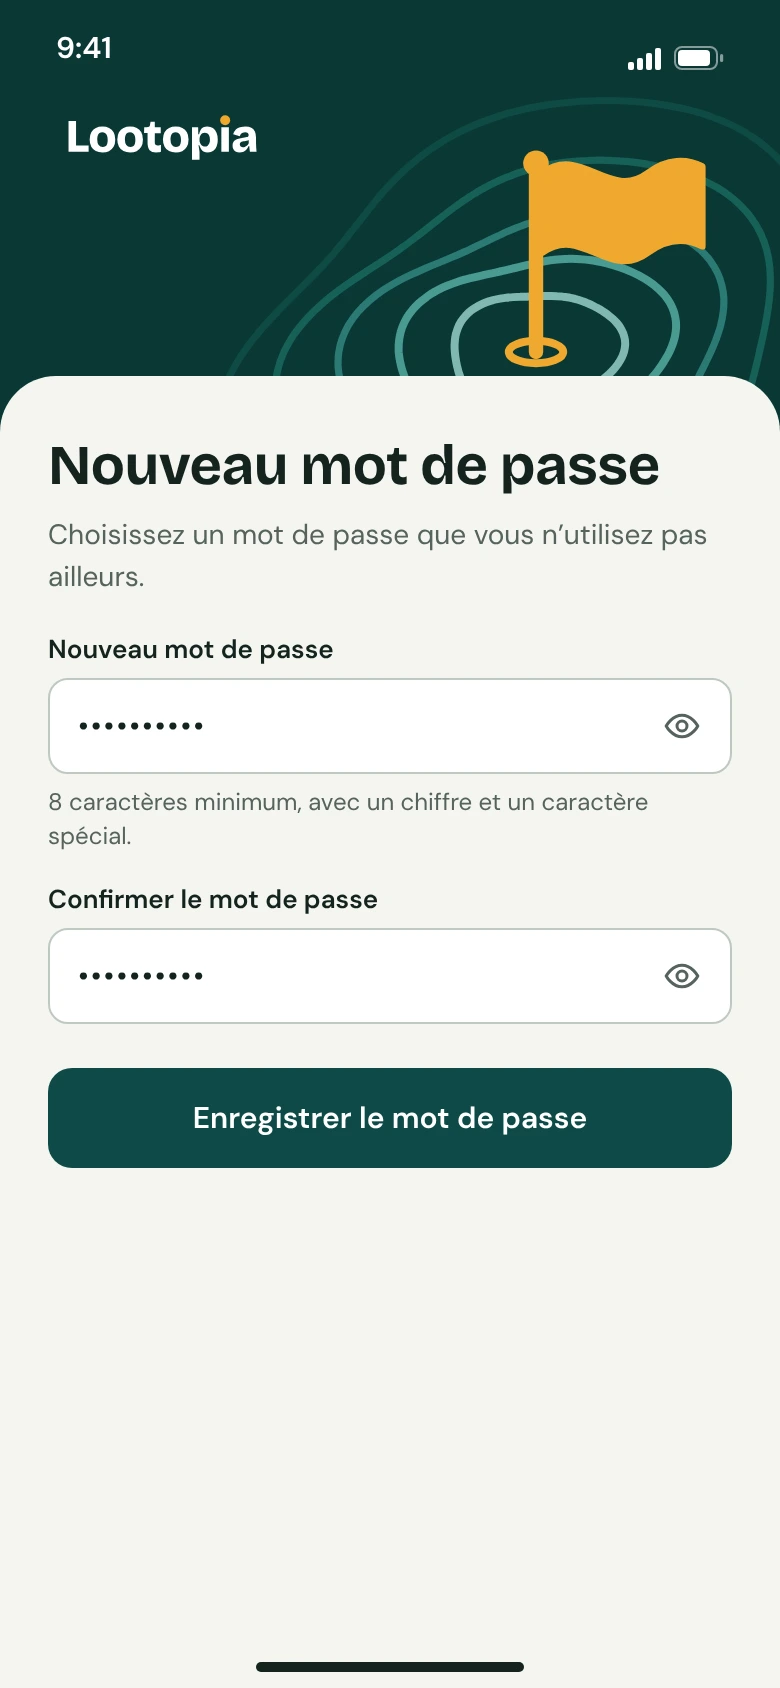 9:41
Lootopia
Nouveau mot de passe
Choisissez un mot de passe que vous n’utilisez pas
ailleurs.
Nouveau mot de passe
••••••••••
8 caractères minimum, avec un chiffre et un caractère
spécial.
Confirmer le mot de passe
••••••••••
Enregistrer le mot de passe